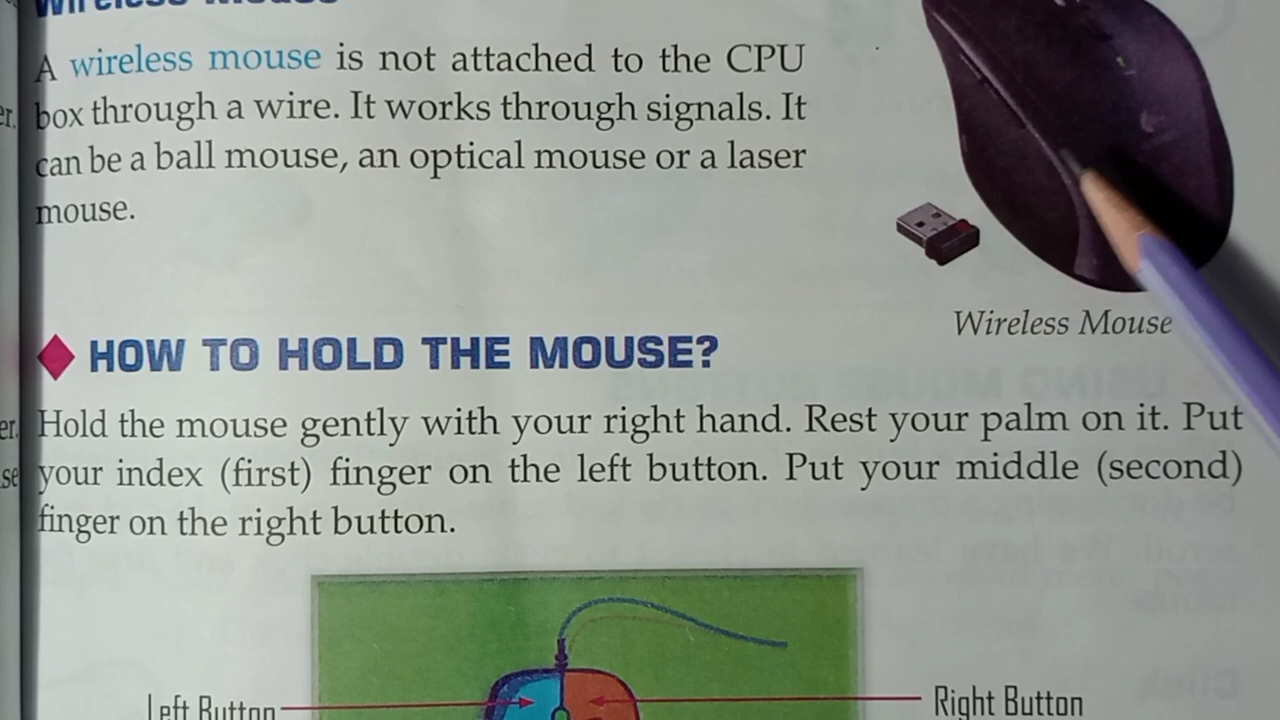 Wireless Mouse
A wireless mouse is not attached to the CPU
box through a wire. It works through signals. It
can be a ball mouse, an optical mouse or a laser
mouse.
Wireless Mouse
HOW TO HOLD THE MOUSE?
Hold the mouse gently with your right hand. Rest your palm on it. Put
your index (first) finger on the left button. Put your middle (second)
finger on the right button.
Left Button
Right Button